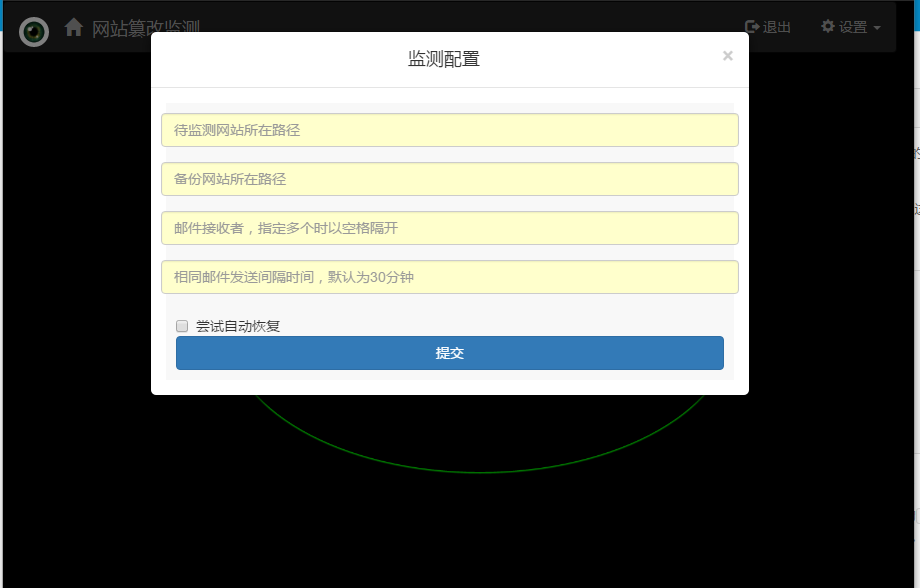 网站篡改监测
退出
设置
监测配置
×
待监测网站所在路径
备份网站所在路径
邮件接收者，指定多个时以空格隔开
相同邮件发送间隔时间，默认为30分钟
尝试自动恢复
提交